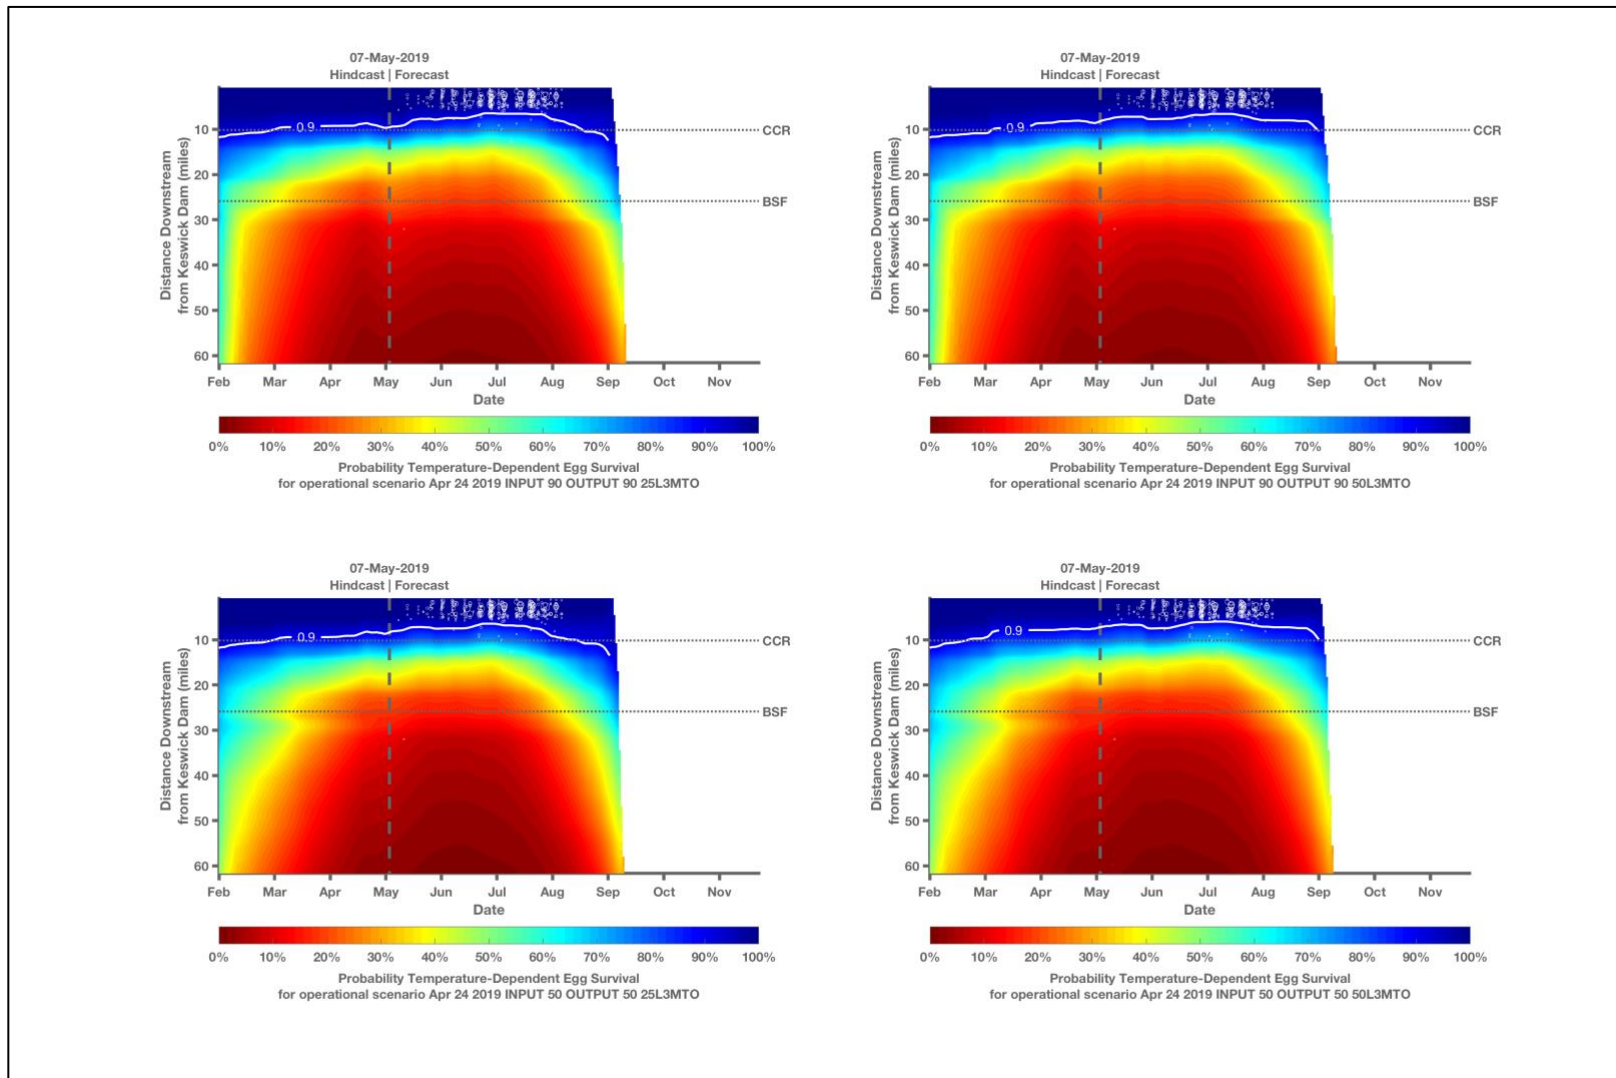 07-May-2019
Hindcast | Forecast
0.9
CCR
BSF
10
20
30
40
50
60
Distance Downstream
from Keswick Dam (miles)
Feb Mar Apr May Jun Jul Aug Sep Oct Nov
Date
0% 10% 20% 30% 40% 50% 60% 70% 80% 90% 100%
Probability Temperature-Dependent Egg Survival
for operational scenario Apr 24 2019 INPUT 90 OUTPUT 90 25L3MTO
07-May-2019
Hindcast | Forecast
0.9
CCR
BSF
10
20
30
40
50
60
Distance Downstream
from Keswick Dam (miles)
Feb Mar Apr May Jun Jul Aug Sep Oct Nov
Date
0% 10% 20% 30% 40% 50% 60% 70% 80% 90% 100%
Probability Temperature-Dependent Egg Survival
for operational scenario Apr 24 2019 INPUT 90 OUTPUT 90 50L3MTO
07-May-2019
Hindcast | Forecast
0.9
CCR
BSF
10
20
30
40
50
60
Distance Downstream
from Keswick Dam (miles)
Feb Mar Apr May Jun Jul Aug Sep Oct Nov
Date
0% 10% 20% 30% 40% 50% 60% 70% 80% 90% 100%
Probability Temperature-Dependent Egg Survival
for operational scenario Apr 24 2019 INPUT 50 OUTPUT 50 25L3MTO
07-May-2019
Hindcast | Forecast
0.9
CCR
BSF
10
20
30
40
50
60
Distance Downstream
from Keswick Dam (miles)
Feb Mar Apr May Jun Jul Aug Sep Oct Nov
Date
0% 10% 20% 30% 40% 50% 60% 70% 80% 90% 100%
Probability Temperature-Dependent Egg Survival
for operational scenario Apr 24 2019 INPUT 50 OUTPUT 50 50L3MTO